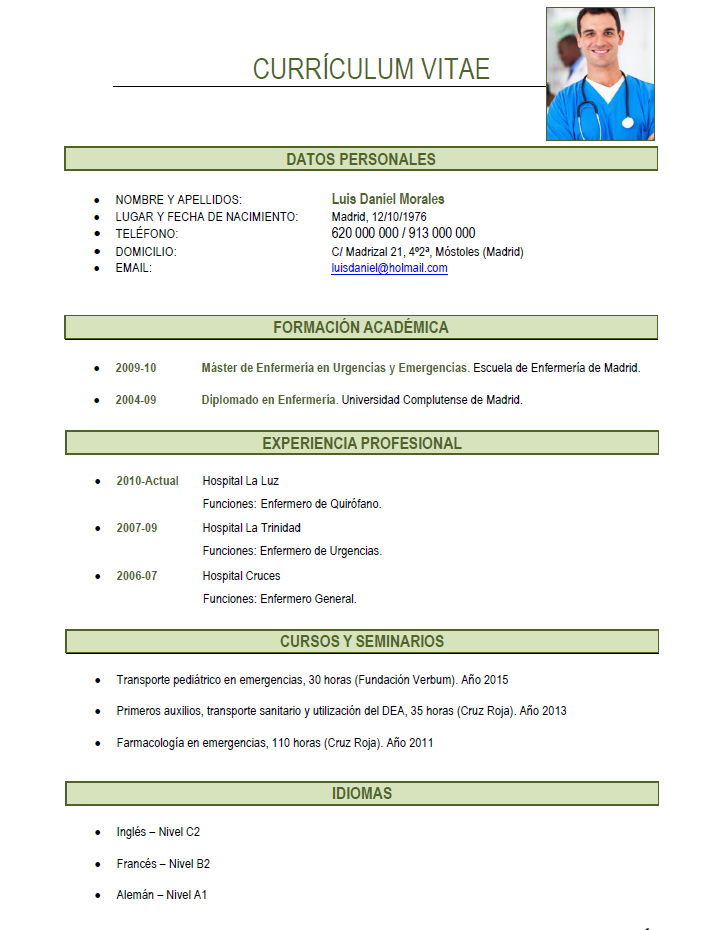 CURRÍCULUM VITAE
DATOS PERSONALES
NOMBRE Y APELLIDOS: Luis Daniel Morales
LUGAR Y FECHA DE NACIMIENTO: Madrid, 12/10/1976
TELÉFONO: 620 000 000 / 913 000 000
DOMICILIO: C/ Madrizal 21, 4º2ª, Móstoles (Madrid)
EMAIL: luisdaniel@holmail.com
FORMACIÓN ACADÉMICA
2009-10 Máster de Enfermería en Urgencias y Emergencias. Escuela de Enfermería de Madrid.
2004-09 Diplomado en Enfermería. Universidad Complutense de Madrid.
EXPERIENCIA PROFESIONAL
2010-Actual Hospital La Luz
Funciones: Enfermero de Quirófano.
2007-09 Hospital La Trinidad
Funciones: Enfermero de Urgencias.
2006-07 Hospital Cruces
Funciones: Enfermero General.
CURSOS Y SEMINARIOS
Transporte pediátrico en emergencias, 30 horas (Fundación Verbum). Año 2015
Primeros auxilios, transporte sanitario y utilización del DEA, 35 horas (Cruz Roja). Año 2013
Farmacología en emergencias, 110 horas (Cruz Roja). Año 2011
IDIOMAS
Inglés – Nivel C2
Francés – Nivel B2
Alemán – Nivel A1